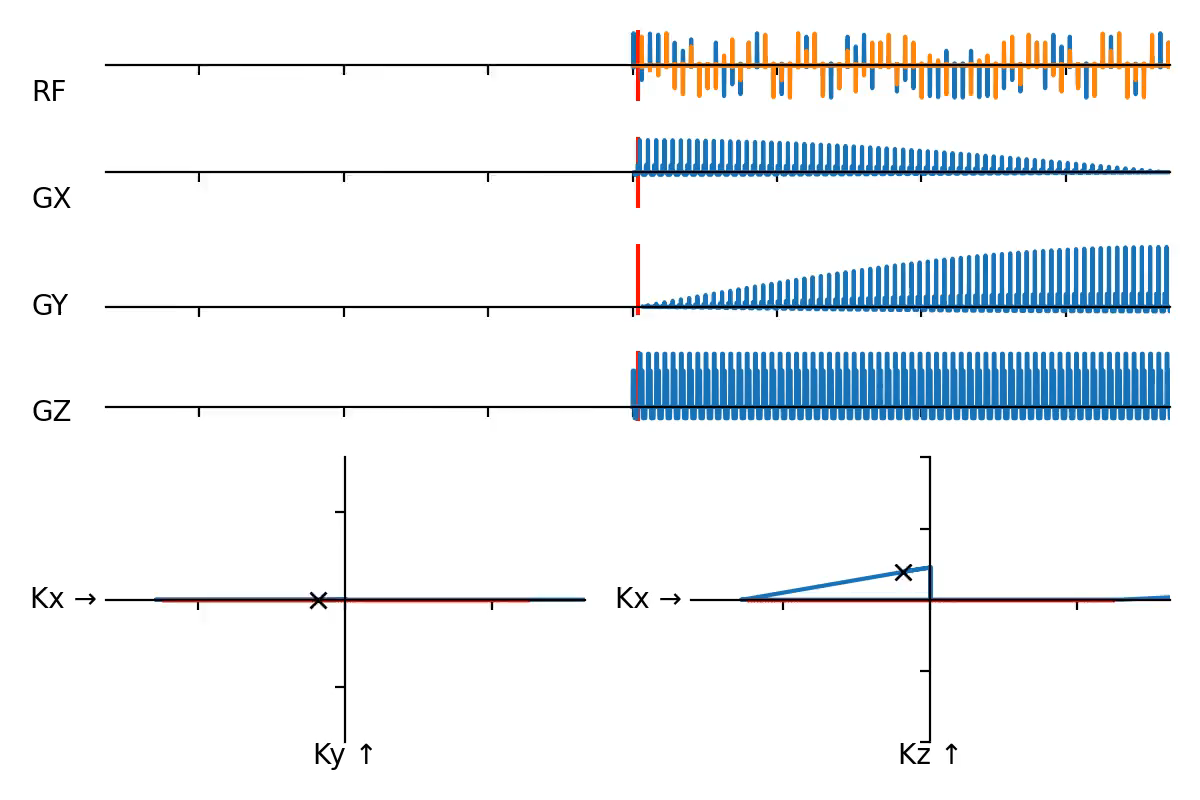 RF
GX
GY
GZ
Kx →
Ky ↑
Kx →
Kz ↑